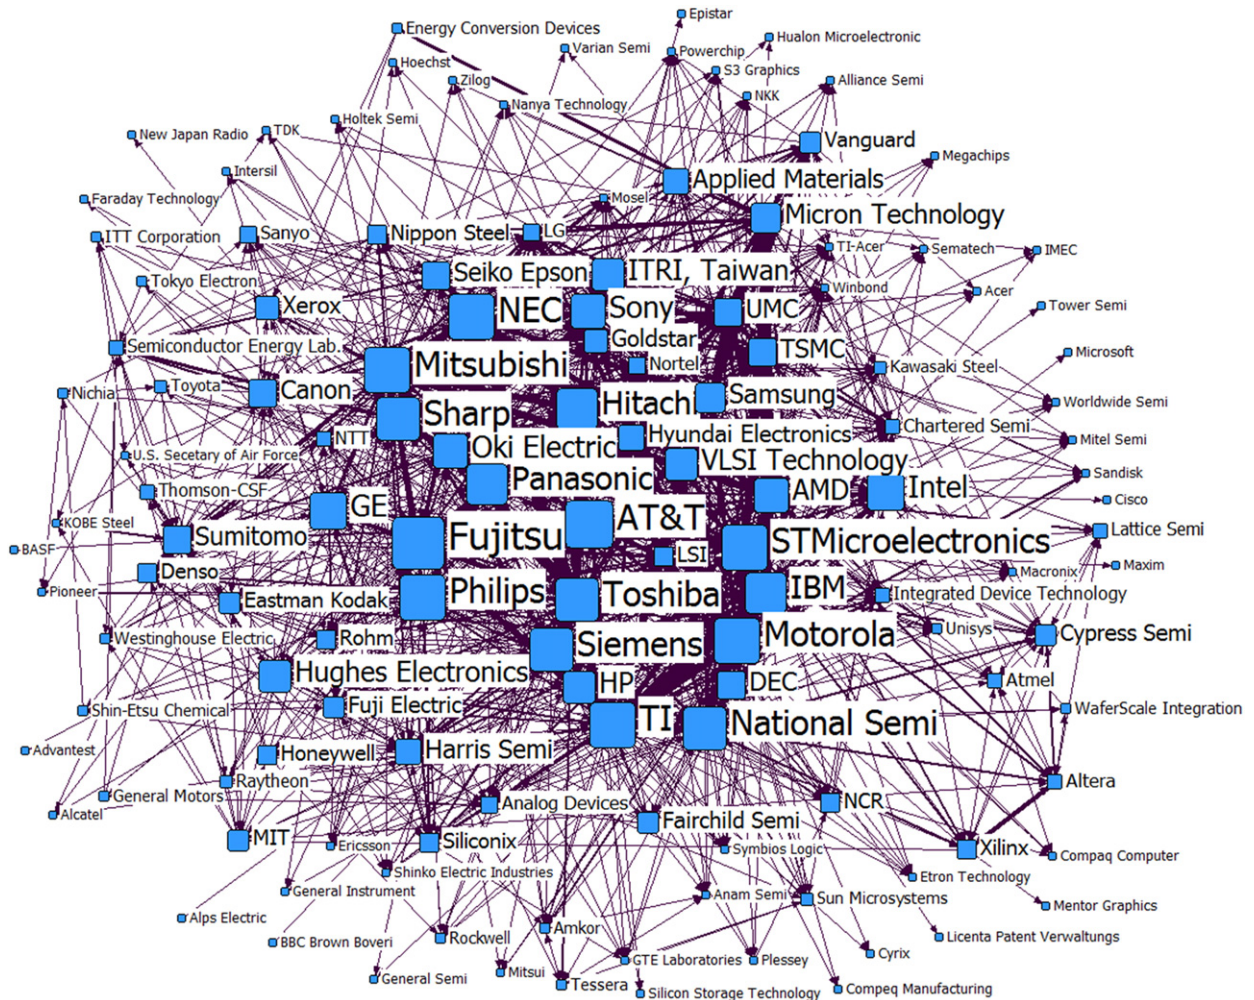 Epistar
Energy Conversion Devices
Hualon Microelectronic
Varian Semi
Powerchip
Hoechst
S3 Graphics
Zilog
Alliance Semi
NKK
Nanya Technology
Holtek Semi
New Japan Radio
TDK
Vanguard
Megachips
Intersil
Applied Materials
Faraday Technology
Mosel
Micron Technology
ITT Corporation
Sanyo
Nippon Steel
LG
TI-Acer
Sematech
IMEC
Tokyo Electron
Seiko Epson
ITRI, Taiwan
Winbond
Acer
Xerox
NEC
Sony
UMC
Tower Semi
Goldstar
Semiconductor Energy Lab.
TSMC
Microsoft
Mitsubishi
Nortel
Kawasaki Steel
Toyota
Nichia
Canon
Samsung
Worldwide Semi
Sharp
Hitachi
Chartered Semi
NTT
Hyundai Electronics
Mitel Semi
Oki Electric
U.S. Secetary of Air Force
VLSI Technology
Sandisk
Thomson-CSF
Panasonic
AMD
Intel
Cisco
GE
KOBE Steel
AT&T
Lattice Semi
Sumitomo
Fujitsu
STMicroelectronics
BASF
LSI
Maxim
Denso
Macronix
Pioneer
Eastman Kodak
Philips
Toshiba
IBM
Integrated Device Technology
Unisys
Westinghouse Electric
Rohm
Siemens
Motorola
Cypress Semi
Hughes Electronics
HP
DEC
Atmel
Shin-Etsu Chemical
Fuji Electric
WaferScale Integration
TI
National Semi
Advantest
Honeywell
Harris Semi
Raytheon
Altera
General Motors
Analog Devices
NCR
Alcatel
Fairchild Semi
MIT
Ericsson
Siliconix
Symbios Logic
Xilinx
Compaq Computer
Shinko Electric Industries
Etron Technology
General Instrument
Anam Semi
Sun Microsystems
Mentor Graphics
Alps Electric
Amkor
BBC Brown Boveri
Rockwell
Licenta Patent Verwaltungs
Cyrix
GTE Laboratories
Plessey
Mitsui
General Semi
Tessera
Silicon Storage Technology
Compeq Manufacturing